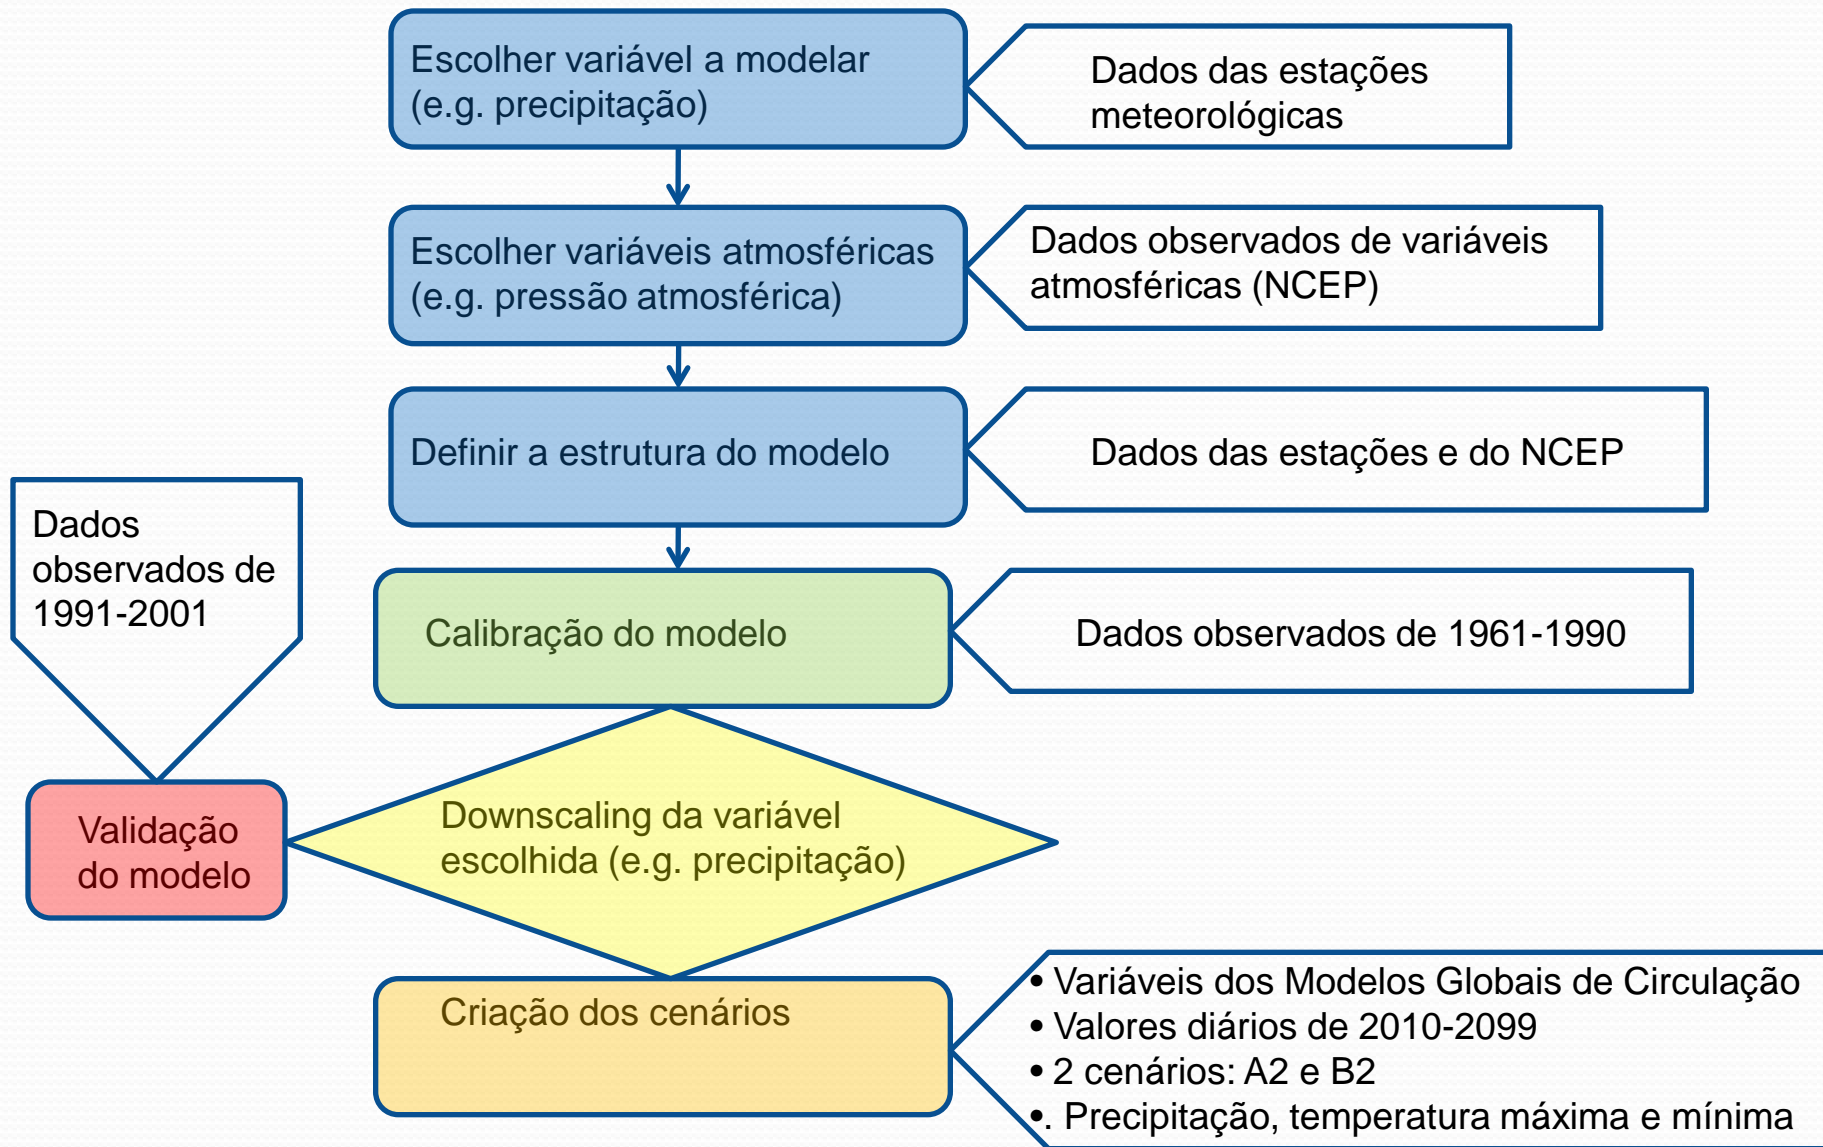 Escolher variável a modelar
(e.g. precipitação)
Dados das estações
meteorológicas
Escolher variáveis atmosféricas
(e.g. pressão atmosférica)
Dados observados de variáveis
atmosféricas (NCEP)
Definir a estrutura do modelo
Dados das estações e do NCEP
Dados
observados de
1991-2001
Calibração do modelo
Dados observados de 1961-1990
Validação
do modelo
Downscaling da variável
escolhida (e.g. precipitação)
Criação dos cenários
• Variáveis dos Modelos Globais de Circulação
• Valores diários de 2010-2099
• 2 cenários: A2 e B2
•. Precipitação, temperatura máxima e mínima